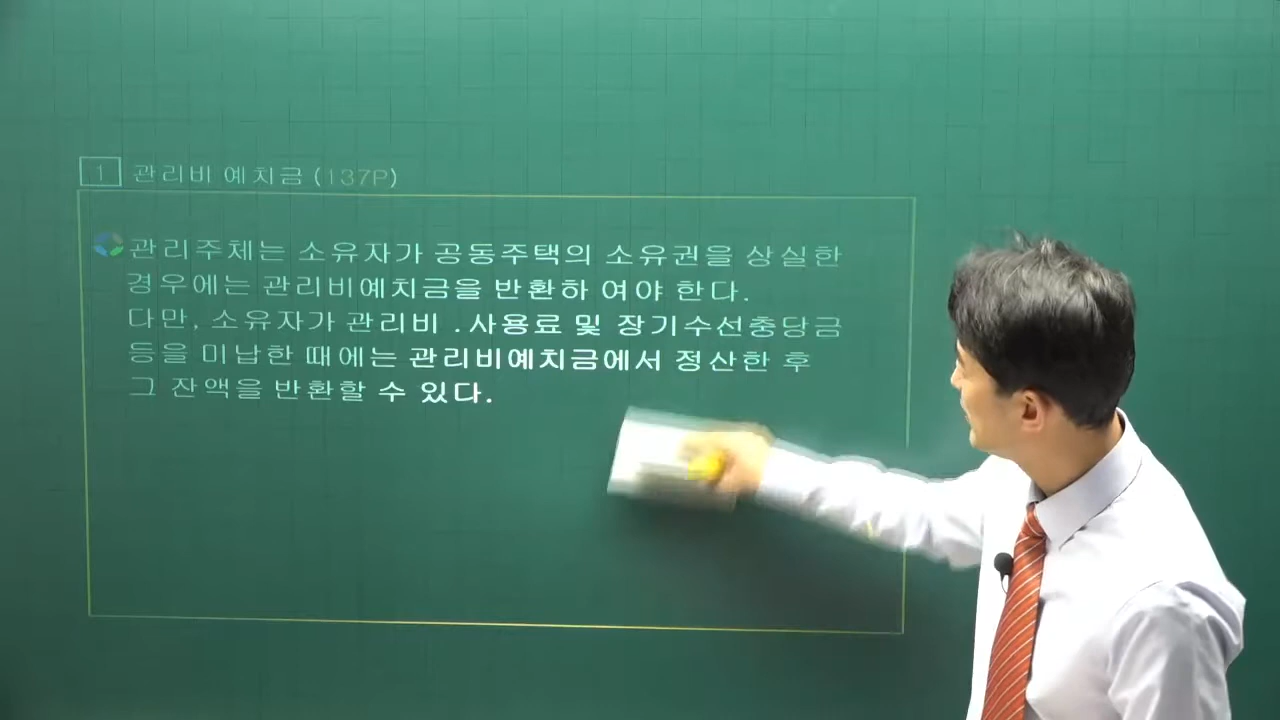 1 관리비 예치금 (137P)
관리주체는 소유자가 공동주택의 소유권을 상실한
경우에는 관리비예치금을 반환하 여야 한다.
다만, 소유자가 관리비 . 사용료 및 장기수선충당금
등을 미납한 때에는 관리비예치금에서 정산한 후
그 잔액을 반환할 수 있다.